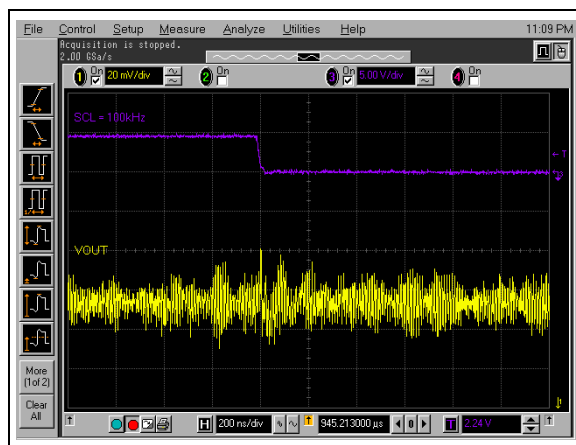 File Control Setup Measure Analyze Utilities Help 11:09 PM
Acquisition is stopped.
2.00 GSa/s
1 On 20 mV/div 2 On 3 On 5.00 V/div 4 On
SCL = 100kHz
T
VOUT
More
(1of 2)
Clear
All
H 200 ns/div 945.213000 µs 0 T 2.24 V